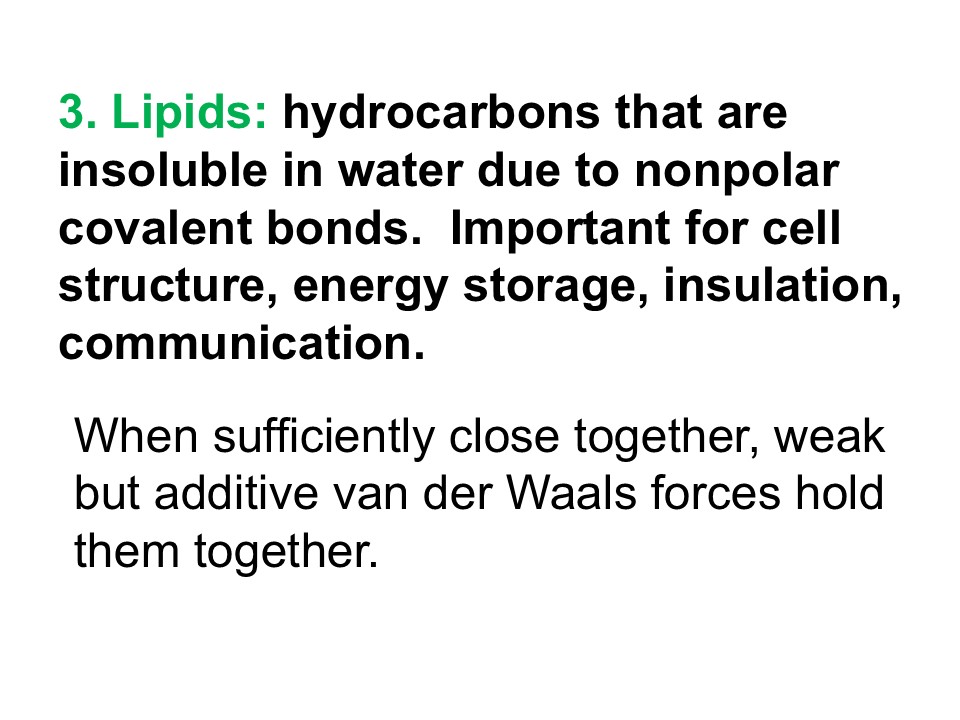 3. Lipids: hydrocarbons that are
insoluble in water due to nonpolar
covalent bonds.  Important for cell
structure, energy storage, insulation,
communication.
When sufficiently close together, weak
but additive van der Waals forces hold
them together.